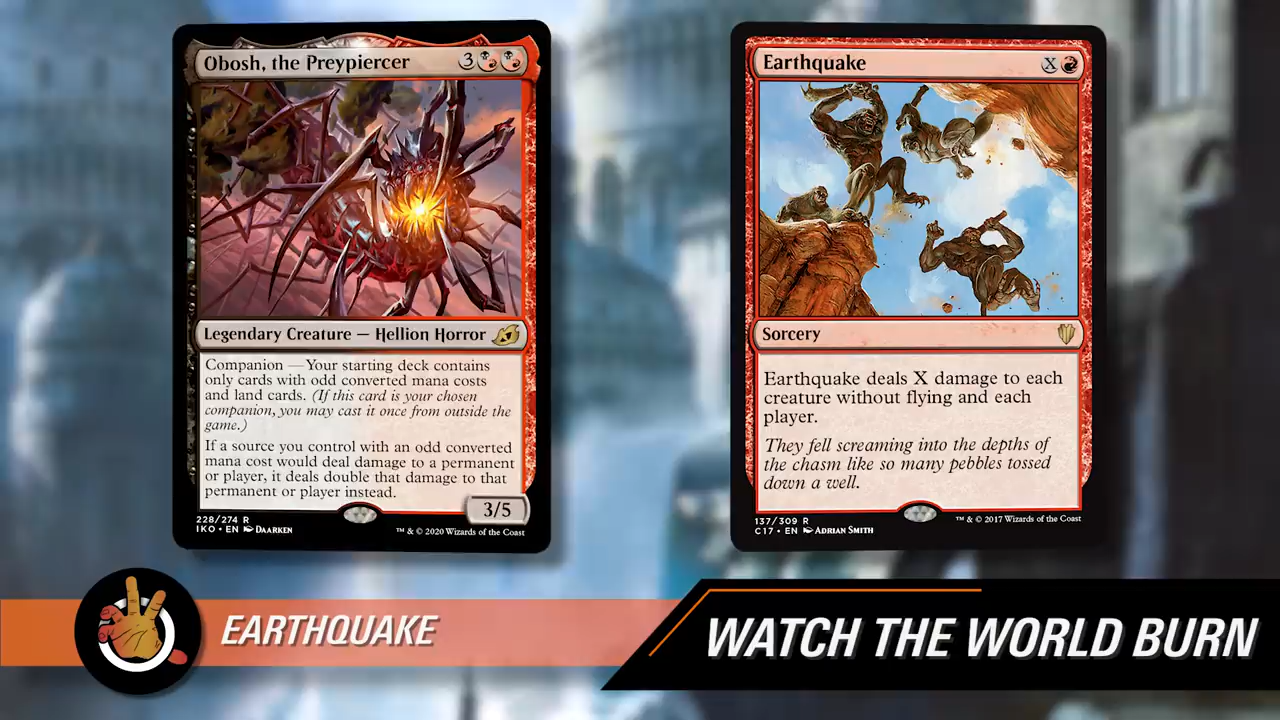 Obosh, the Preypiercer
3
Legendary Creature — Hellion Horror
Companion — Your starting deck contains
only cards with odd converted mana costs
and land cards. (If this card is your chosen
companion, you may cast it once from outside the
game.)
If a source you control with an odd converted
mana cost would deal damage to a permanent
or player, it deals double that damage to that
permanent or player instead.
3/5
228/274 R
IKO • EN DAARKEN
™ & © 2020 Wizards of the Coast
Earthquake
X
Sorcery
Earthquake deals X damage to each
creature without flying and each
player.
They fell screaming into the depths of
the chasm like so many pebbles tossed
down a well.
137/309 R
C17 • EN ADRIAN SMITH
™ & © 2017 Wizards of the Coast
EARTHQUAKE
WATCH THE WORLD BURN